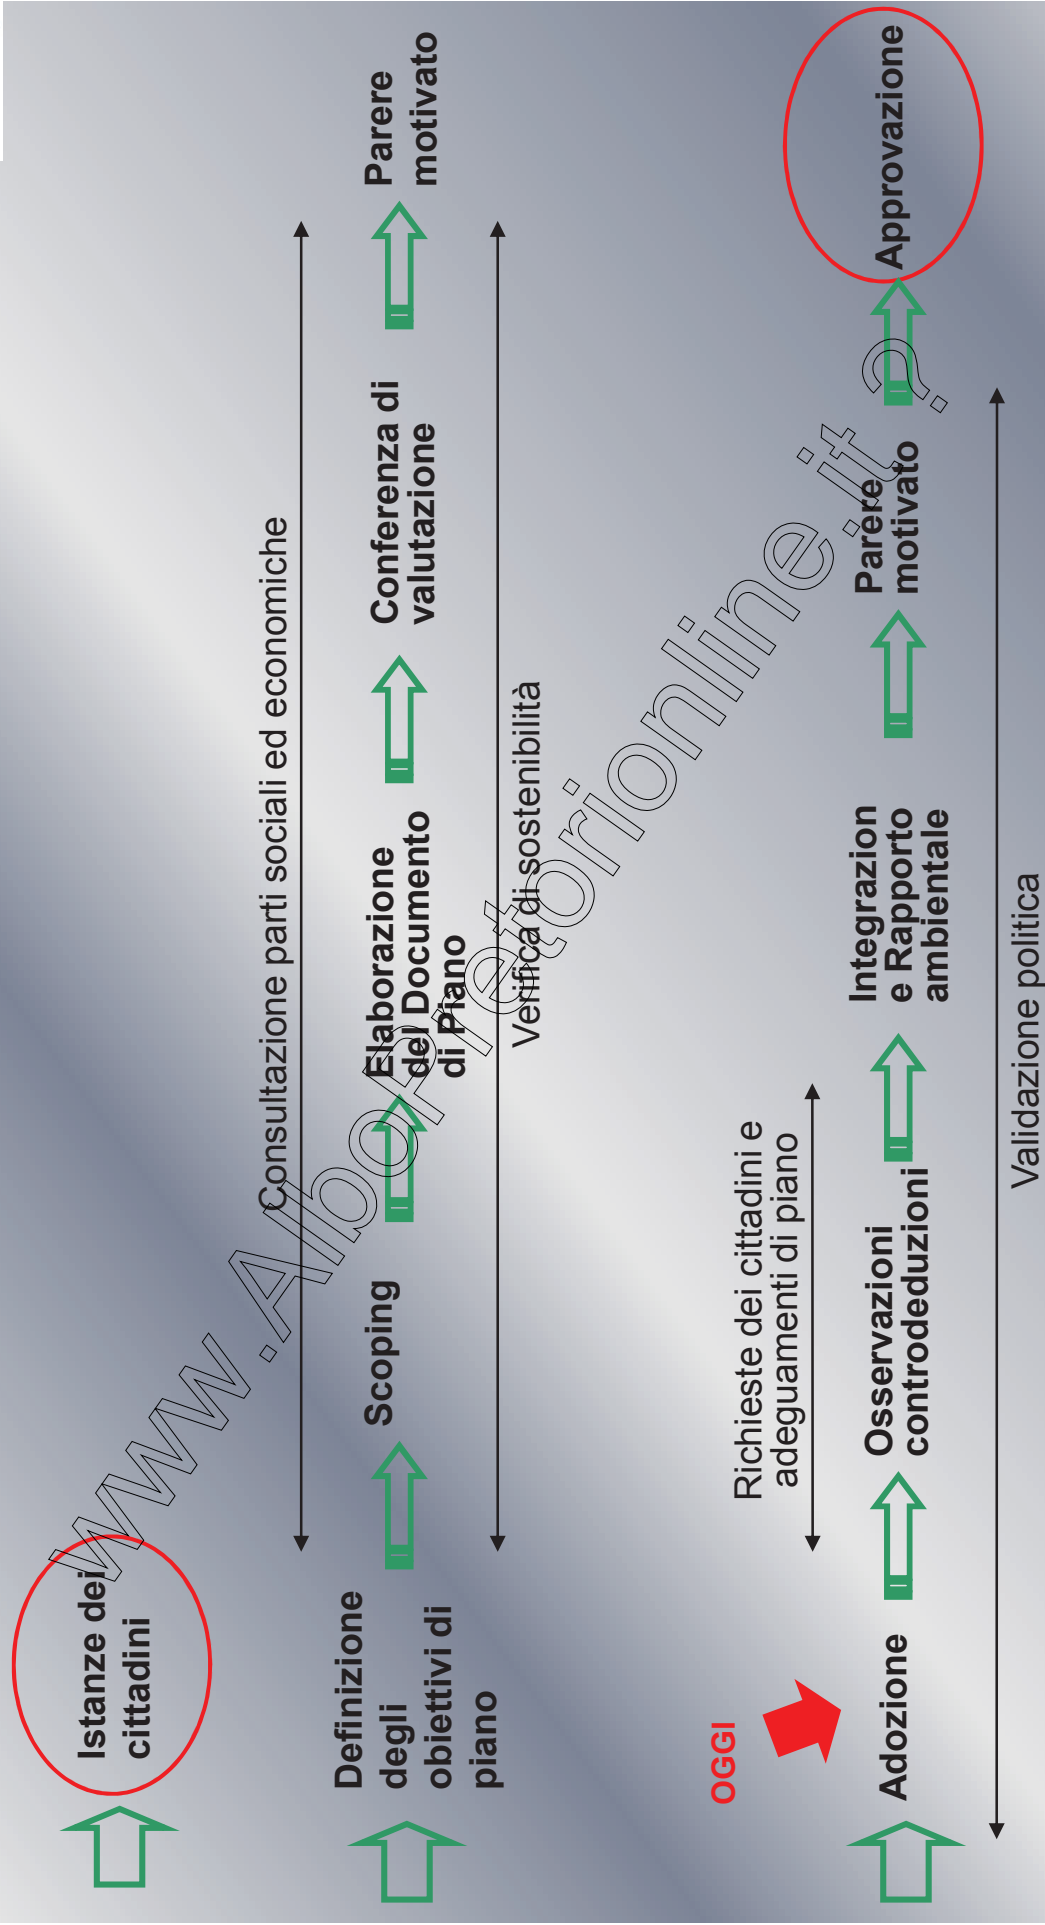 Istanze dei
cittadini
Consultazione parti sociali ed economiche
Definizione
degli
obiettivi di
piano
Scoping
Elaborazione
del Documento
di Piano
Conferenza di
valutazione
Parere
motivato
Verifica di sostenibilità
OGGI
Richieste dei cittadini e
adeguamenti di piano
Adozione
Osservazioni
controdeduzioni
Integrazion
e Rapporto
ambientale
Parere
motivato
Approvazione
Validazione politica
www.AlboPretorionline.it ?